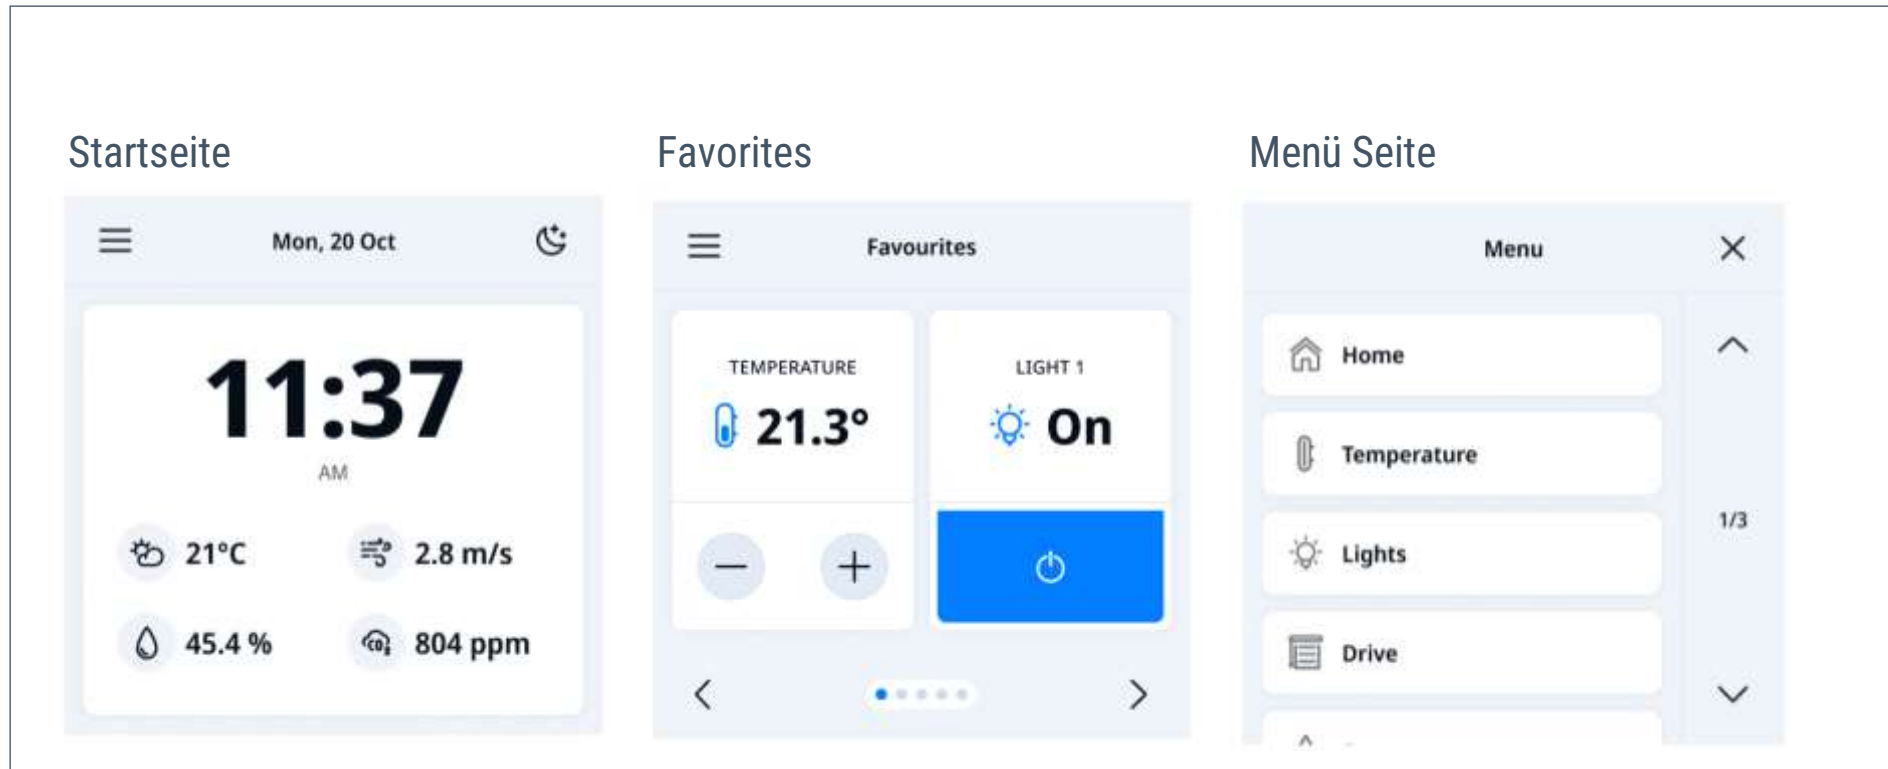 Startseite
Mon, 20 Oct
11:37
AM
21°C
2.8 m/s
45.4 %
CO2
804 ppm
Favorites
Favourites
TEMPERATURE
21.3°
LIGHT 1
On
Menü Seite
Menu
Home
Temperature
Lights
Drive
1/3